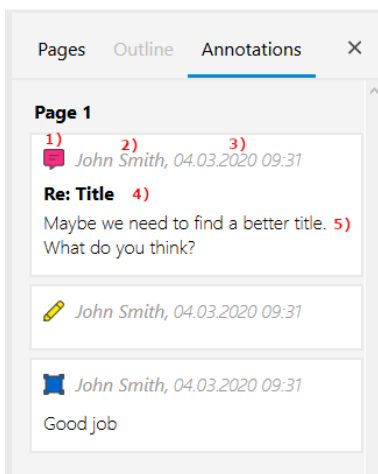 Pages Outline Annotations ×
Page 1
1) 2) 3)
John Smith, 04.03.2020 09:31
Re: Title 4)
Maybe we need to find a better title. 5)
What do you think?
John Smith, 04.03.2020 09:31
John Smith, 04.03.2020 09:31
Good job